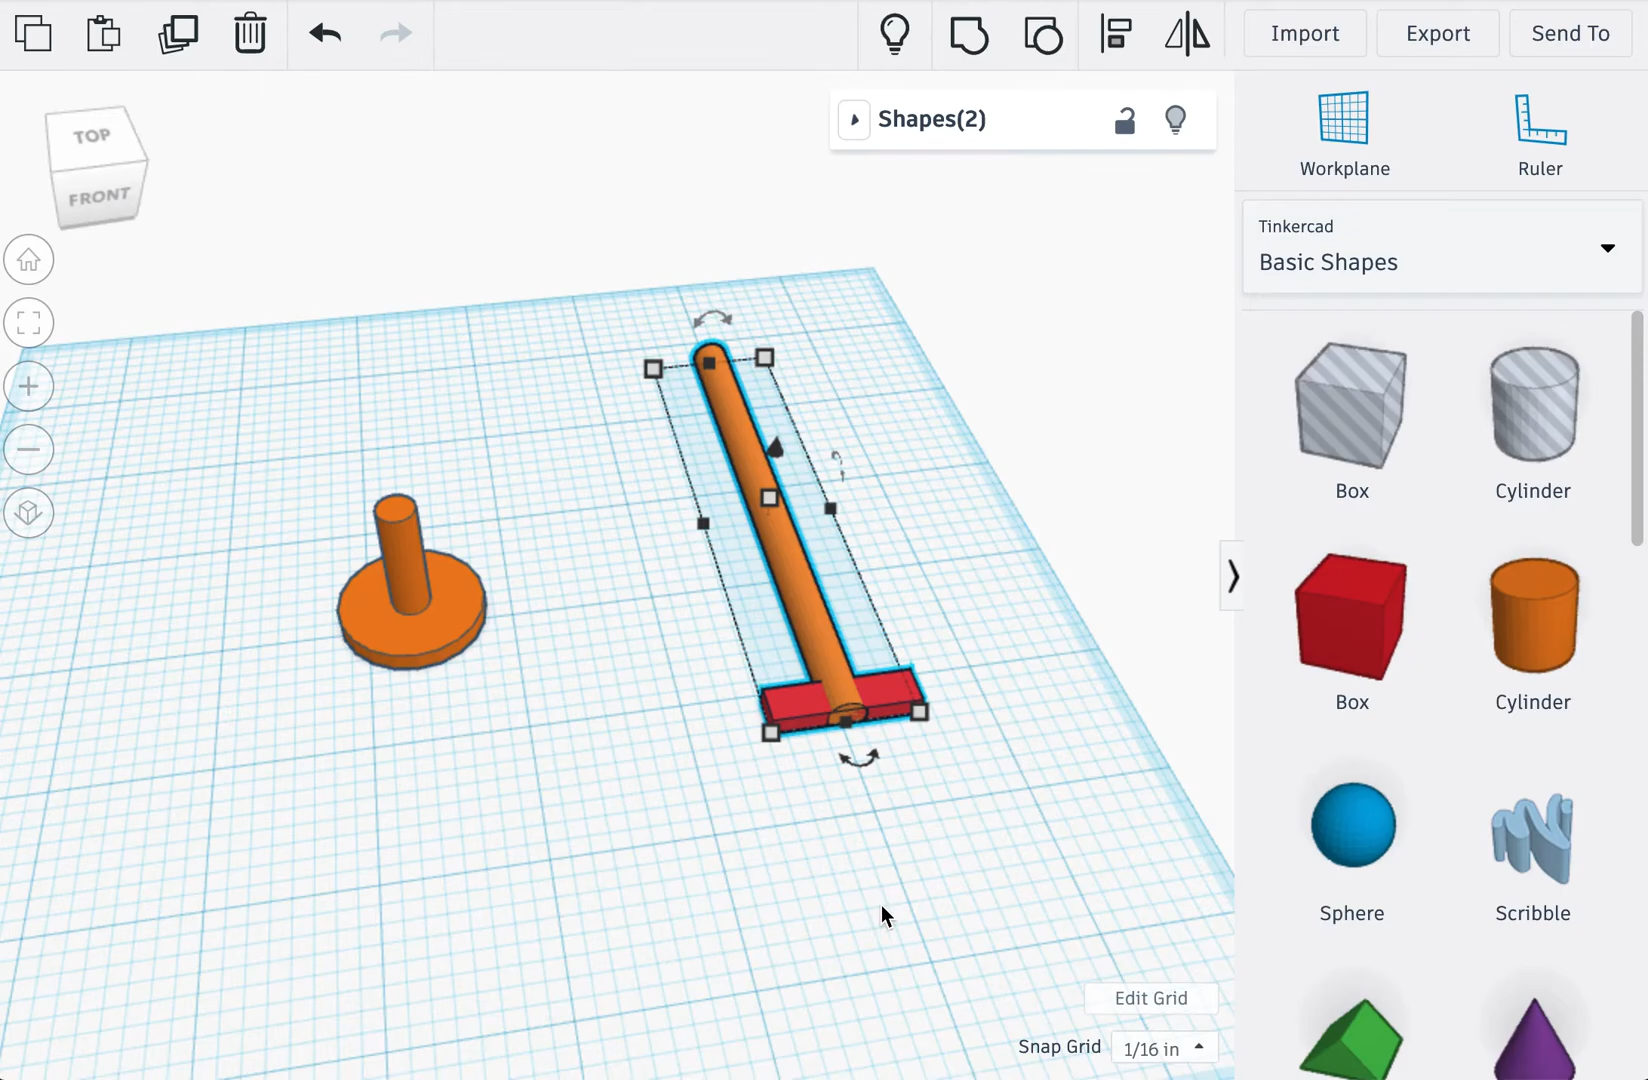 Import
Export
Send To
TOP
FRONT
Shapes(2)
Workplane
Ruler
Tinkercad
Basic Shapes
Box
Cylinder
Box
Cylinder
Sphere
Scribble
Edit Grid
Snap Grid
1/16 in